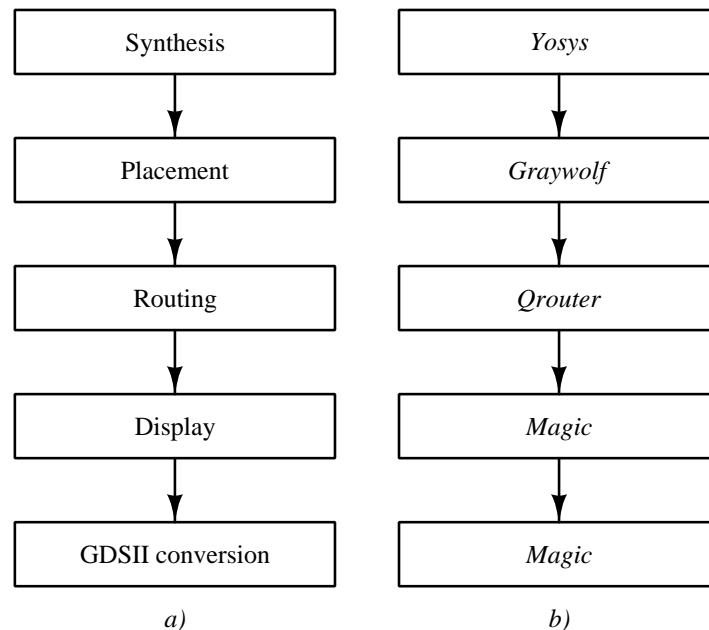 Synthesis
Placement
Routing
Display
GDSII conversion
a)
Yosys
Graywolf
Qrouter
Magic
Magic
b)